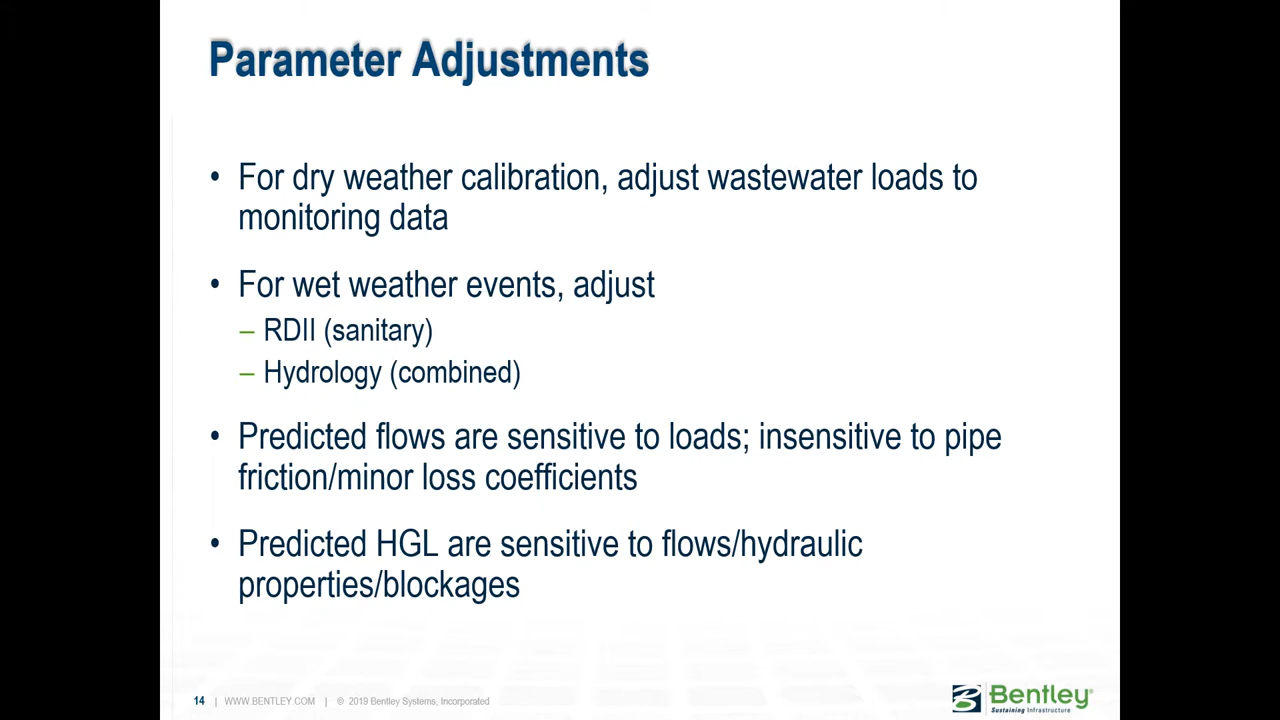 Parameter Adjustments
• For dry weather calibration, adjust wastewater loads to
monitoring data
• For wet weather events, adjust
– RDII (sanitary)
– Hydrology (combined)
• Predicted flows are sensitive to loads; insensitive to pipe
friction/minor loss coefficients
• Predicted HGL are sensitive to flows/hydraulic
properties/blockages
14 | WWW.BENTLEY.COM | © 2019 Bentley Systems, Incorporated
Bentley®
Sustaining Infrastructure